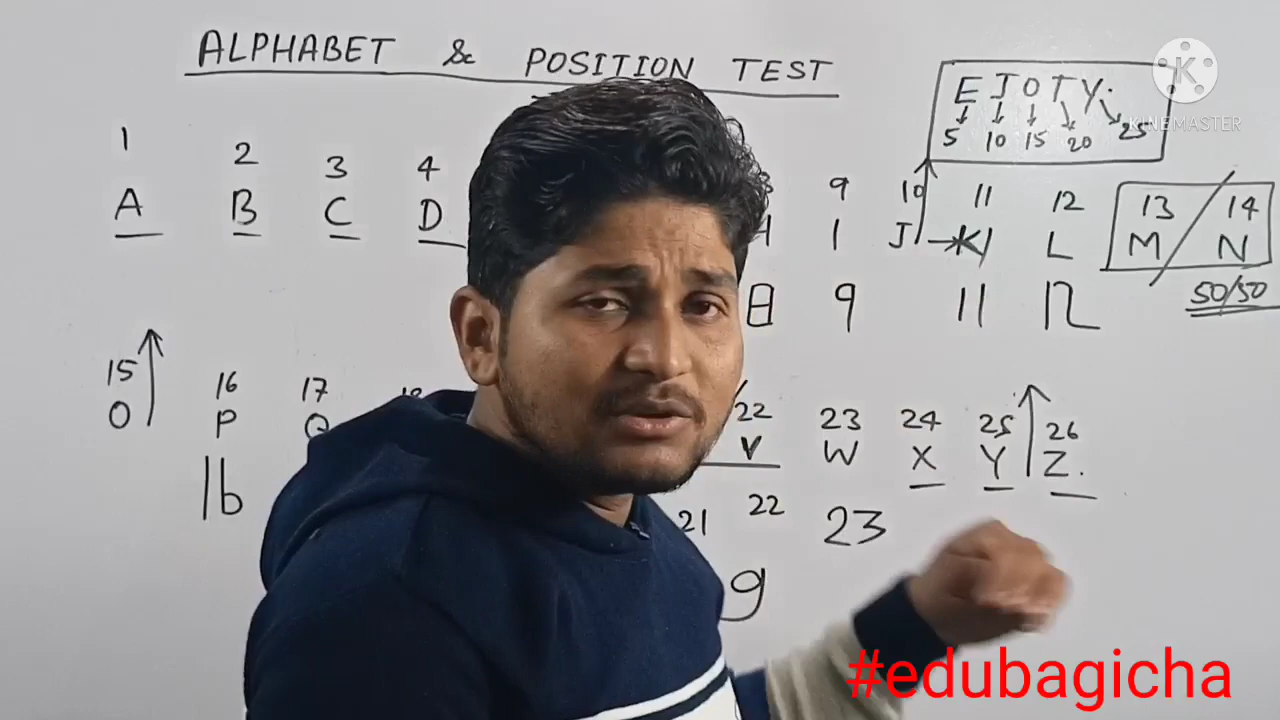 ALPHABET & POSITION TEST
K
KINEMASTER
E J O T Y.
5 10 15 20 25
1 2 3 4 9 10 11 12 13 14
A B C D I J K L M N
9 11 12 50/50
15 16 17 22 23 24 25 26
O P Q V W X Y Z.
16 21 22 23
g
#edubagicha